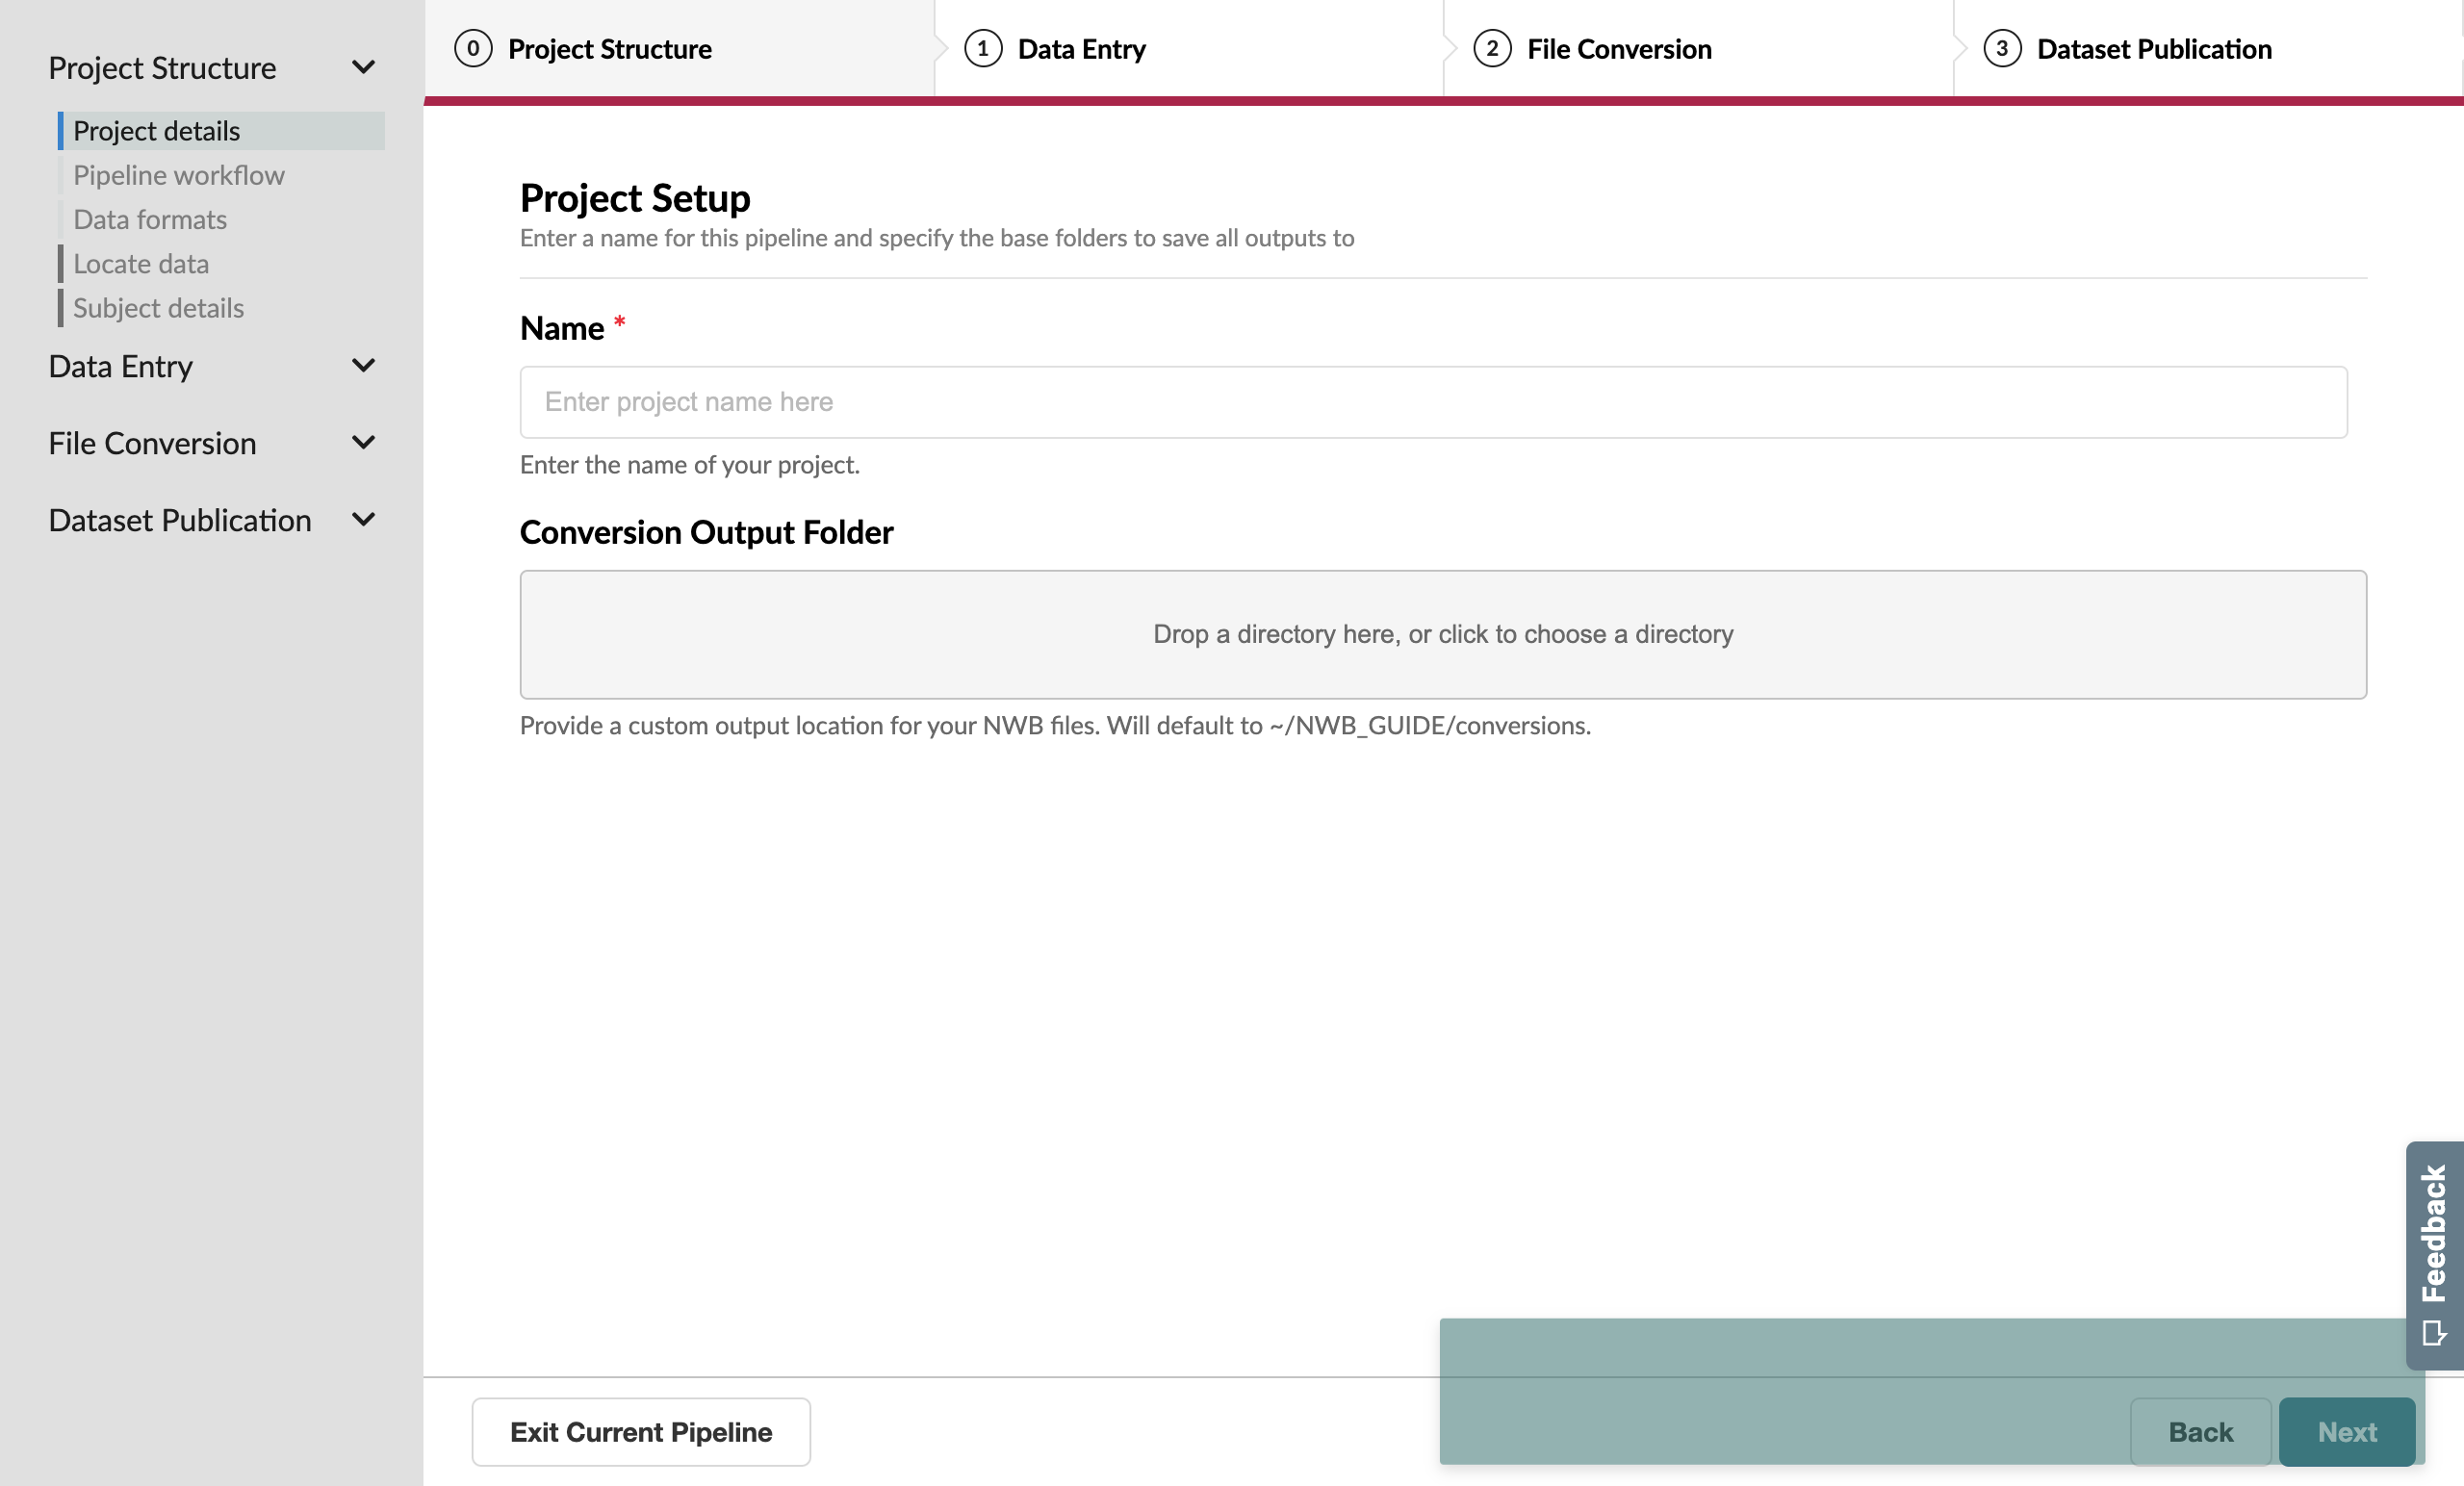 Project Structure
Project details
Pipeline workflow
Data formats
Locate data
Subject details
Data Entry
File Conversion
Dataset Publication
0 Project Structure
1 Data Entry
2 File Conversion
3 Dataset Publication
Project Setup
Enter a name for this pipeline and specify the base folders to save all outputs to
Name *
Enter project name here
Enter the name of your project.
Conversion Output Folder
Drop a directory here, or click to choose a directory
Provide a custom output location for your NWB files. Will default to ~/NWB_GUIDE/conversions.
Feedback
Exit Current Pipeline
Back
Next